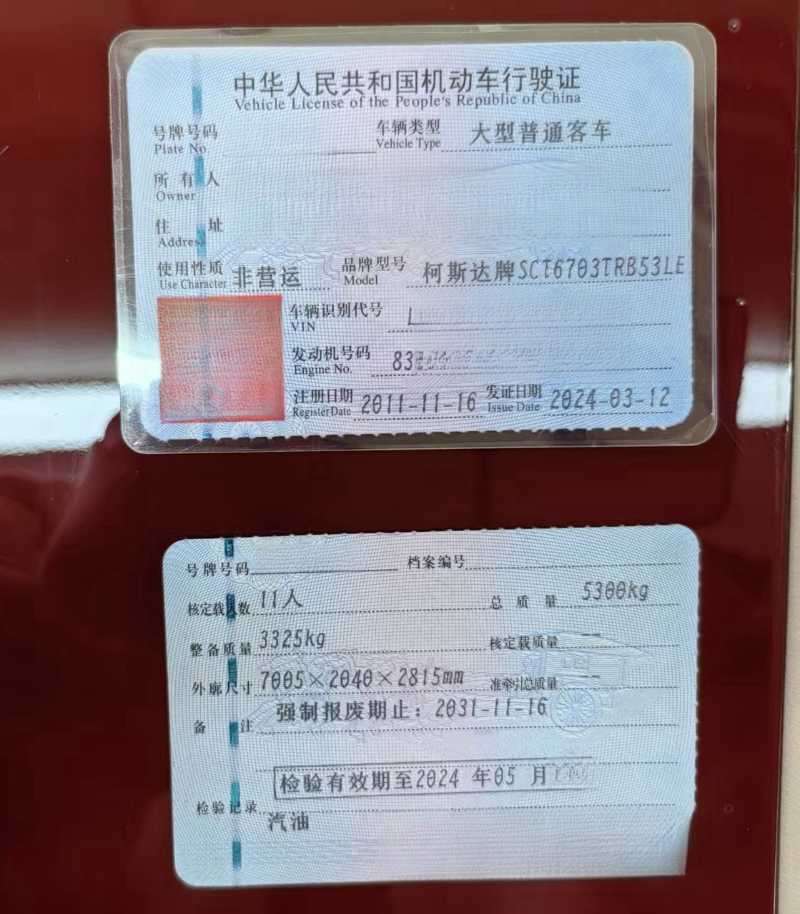 中华人民共和国机动车行驶证
Vehicle License of the People's Republic of China
号牌号码 车辆类型 大型普通客车
Plate No. Vehicle Type
所有人
Owner
住址
Address
使用性质 非营运 品牌型号 柯斯达牌SCT6703TRB53LE
Use Character Model
车辆识别代号 L
VIN
发动机号码 83
Engine No.
注册日期 2011-11-16 发证日期 2024-03-12
Register Date Issue Date
号牌号码 档案编号
核定载人数 11人 总质量 5300kg
整备质量 3325kg 核定载质量 --
外廓尺寸 7005×2040×2815mm 准牵引总质量 --
备注 强制报废期止：2031-11-16
检验有效期至2024 年05 月
检验记录
汽油